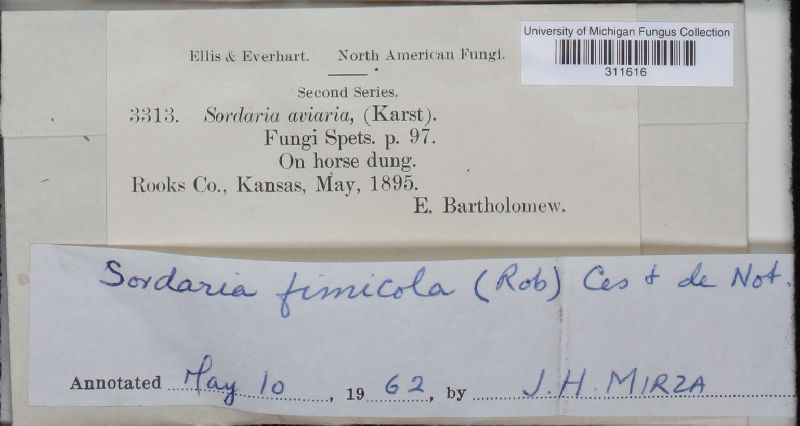 University of Michigan Fungus Collection
311616
Ellis & Everhart. North American Fungi.
Second Series.
3313. Sordaria aviaria, (Karst).
Fungi Spets. p. 97.
On horse dung.
Rooks Co., Kansas, May, 1895.
E. Bartholomew.
Sordaria fimicola (Rob) Ces & de Not.
Annotated May 10, 1962, by J. H. MIRZA